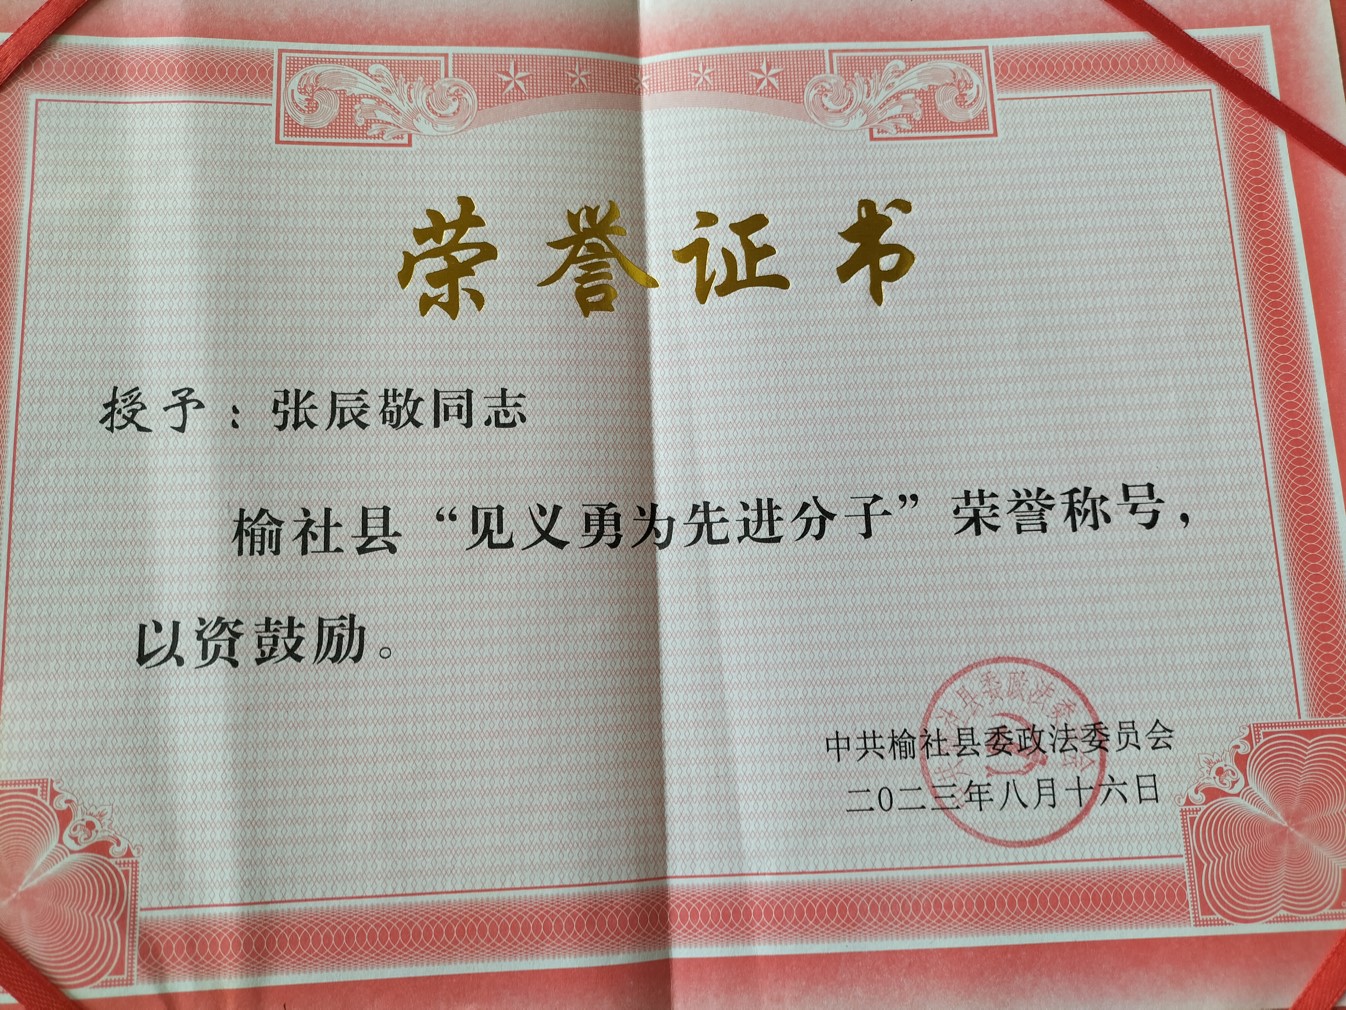 荣誉证书
授予：张辰敬同志
榆社县“见义勇为先进分子”荣誉称号，
以资鼓励。
中共榆社县委政法委员会
二〇二三年八月十六日